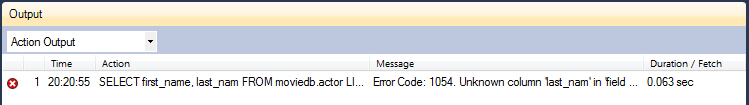 Output
Action Output
Time Action Message Duration / Fetch
1 20:20:55 SELECT first_name, last_nam FROM moviedb.actor LI... Error Code: 1054. Unknown column 'last_nam' in 'field ... 0.063 sec